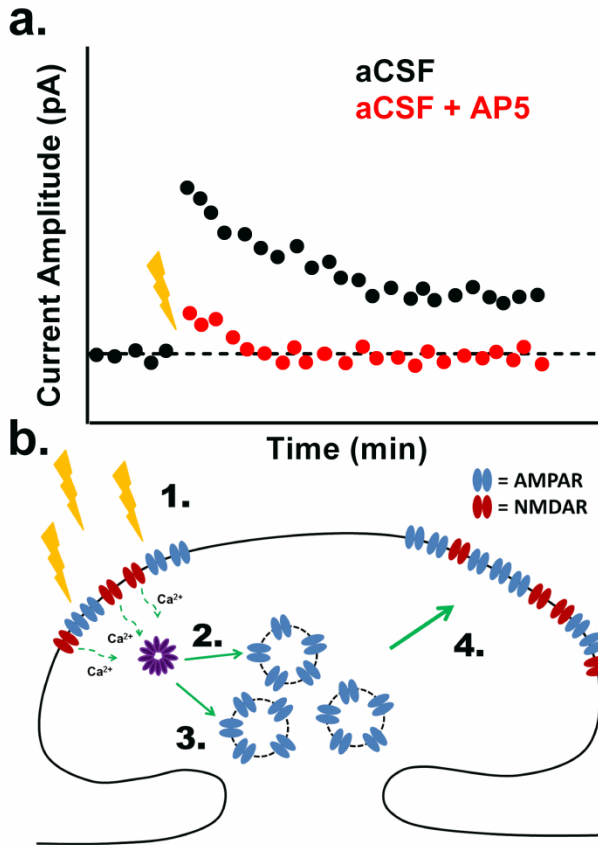 a.
Current Amplitude (pA)
aCSF
aCSF + AP5
Time (min)
b.
1.
= AMPAR
= NMDAR
Ca²⁺
Ca²⁺
Ca²⁺
2.
3.
4.